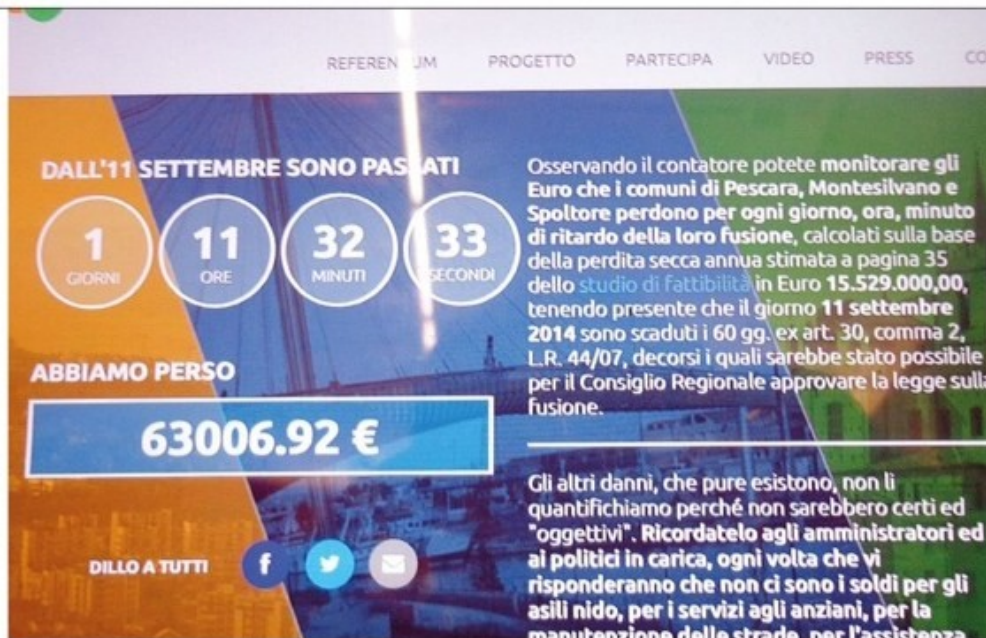 REFERENDUM PROGETTO PARTECIPA VIDEO PRESS
DALL'11 SETTEMBRE SONO PASSATI
1 11 32 33
GIORNI ORE MINUTI SECONDI
ABBIAMO PERSO
63006.92 €
DILLO A TUTTI
f
Osservando il contatore potete monitorare gli
Euro che i comuni di Pescara, Montesilvano e
Spoltore perdono per ogni giorno, ora, minuto
di ritardo della loro fusione, calcolati sulla base
della perdita secca annua stimata a pagina 35
dello studio di fattibilità in Euro 15.529.000,00,
tenendo presente che il giorno 11 settembre
2014 sono scaduti i 60 gg. ex art. 30, comma 2,
L.R. 44/07, decorsi i quali sarebbe stato possibile
per il Consiglio Regionale approvare la legge sulla
fusione.
Gli altri danni, che pure esistono, non li
quantifichiamo perché non sarebbero certi ed
"oggettivi". Ricordatelo agli amministratori ed
ai politici in carica, ogni volta che vi
risponderanno che non ci sono i soldi per gli
asili nido, per i servizi agli anziani, per la
manutenzione delle strade, per l'assistenza